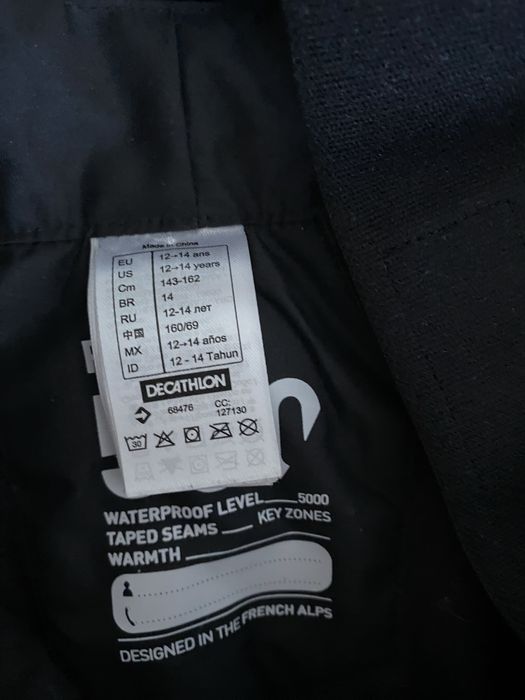 Made in China
EU 12→14 ans
US 12→14 years
Cm 143-162
BR 14
RU 12-14 лет
中国 160/69
MX 12→14 años
ID 12 - 14 Tahun
DECATHLON
68476 CC: 127130
30
WATERPROOF LEVEL 5000
TAPED SEAMS KEY ZONES
WARMTH
DESIGNED IN THE FRENCH ALPS